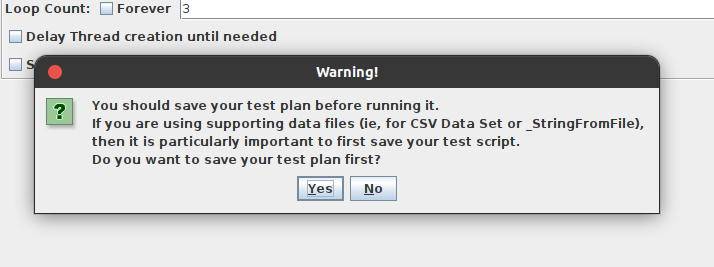 Loop Count: Forever 3
Delay Thread creation until needed
S
Warning!
You should save your test plan before running it.
If you are using supporting data files (ie, for CSV Data Set or _StringFromFile),
then it is particularly important to first save your test script.
Do you want to save your test plan first?
Yes No